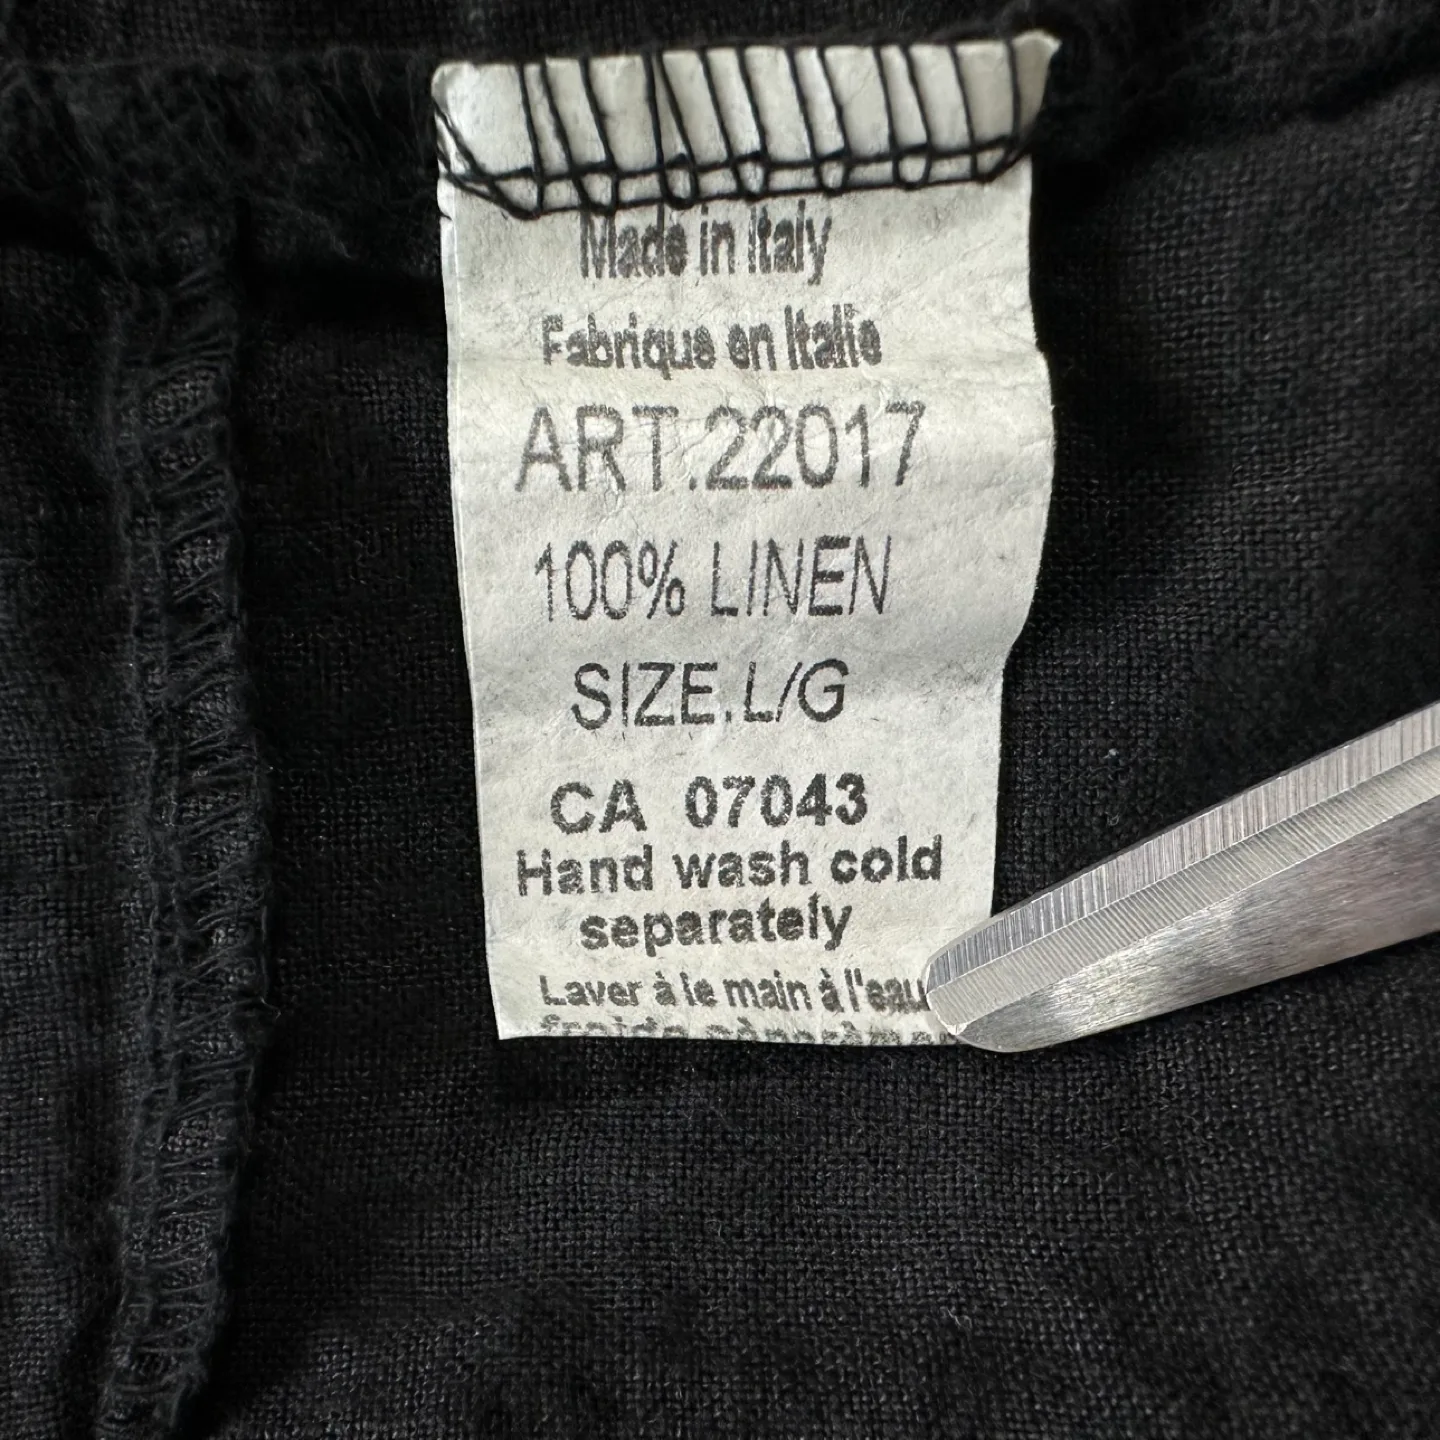 Made in Italy
Fabrique en Italie
ART.22017
100% LINEN
SIZE.L/G
CA 07043
Hand wash cold
separately
Laver à le main à l'eau